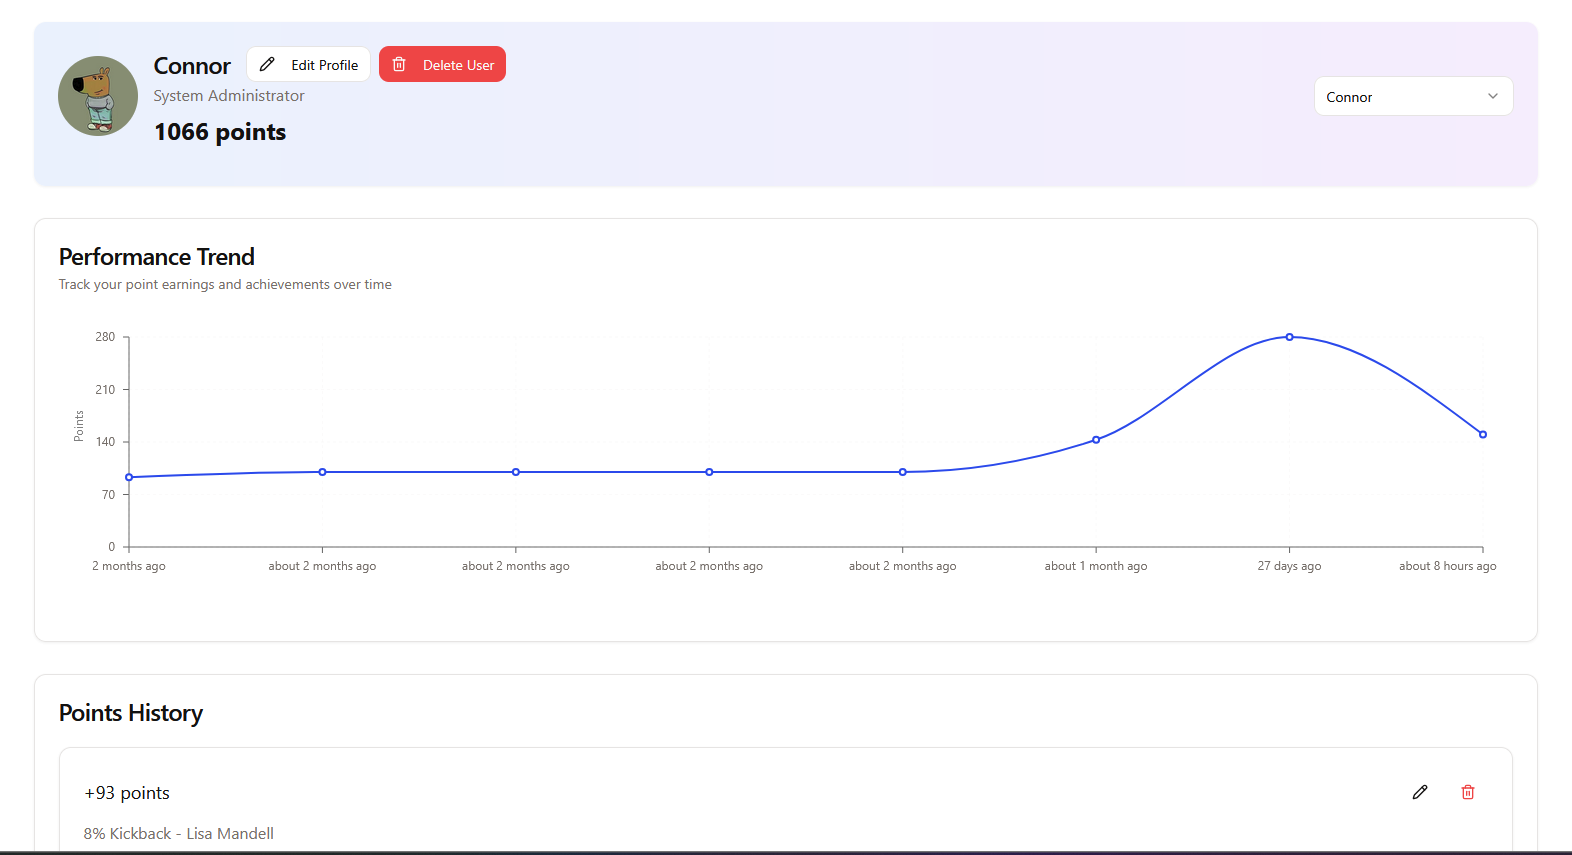 Connor
Edit Profile
Delete User
System Administrator
1066 points
Connor
Performance Trend
Track your point earnings and achievements over time
280
210
140
70
0
Points
2 months ago
about 2 months ago
about 2 months ago
about 2 months ago
about 2 months ago
about 1 month ago
27 days ago
about 8 hours ago
Points History
+93 points
8% Kickback - Lisa Mandell